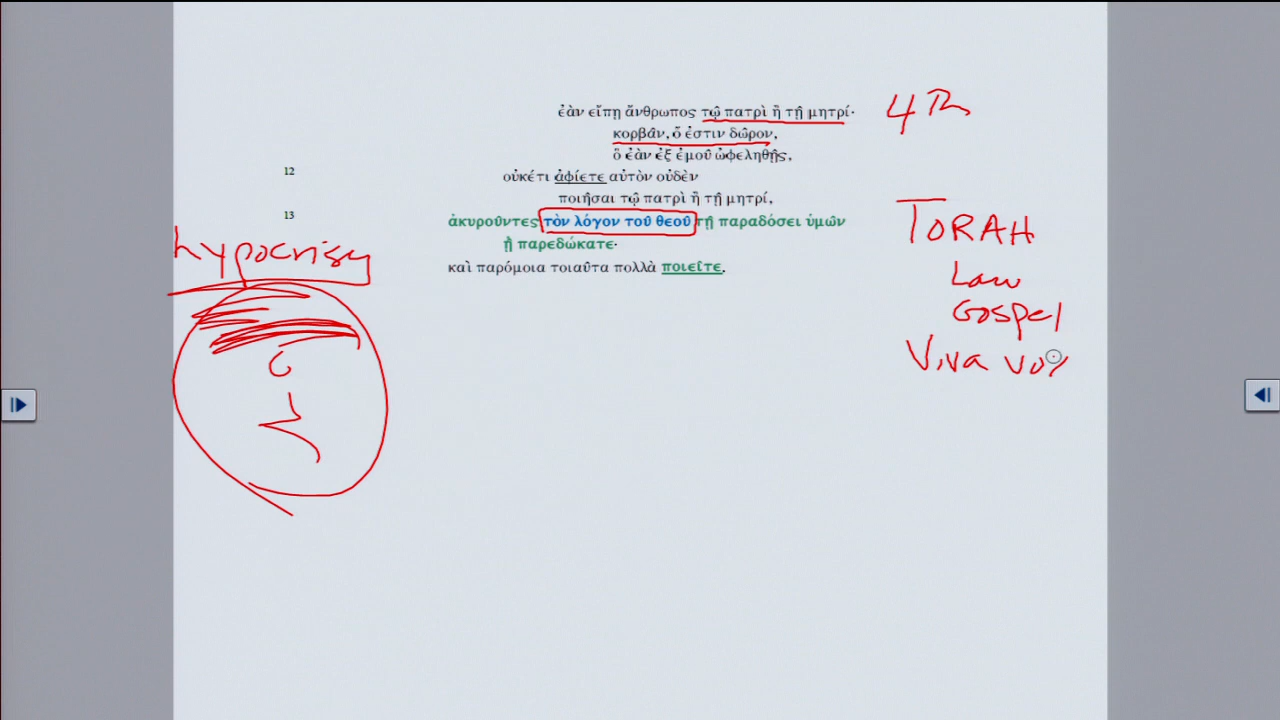 ἐὰν εἴπῃ ἄνθρωπος τῷ πατρὶ ἢ τῇ μητρί·
κορβᾶν, ὅ ἐστιν δῶρον,
ὃ ἐὰν ἐξ ἐμοῦ ὠφεληθῇς,
12
οὐκέτι ἀφίετε αὐτὸν οὐδὲν
ποιῆσαι τῷ πατρὶ ἢ τῇ μητρί,
13
ἀκυροῦντες τὸν λόγον τοῦ θεοῦ τῇ παραδόσει ὑμῶν
ᾗ παρεδώκατε·
καὶ παρόμοια τοιαῦτα πολλὰ ποιεῖτε.
hypocrisy
4th
TORAH
Law
Gospel
Viva vox